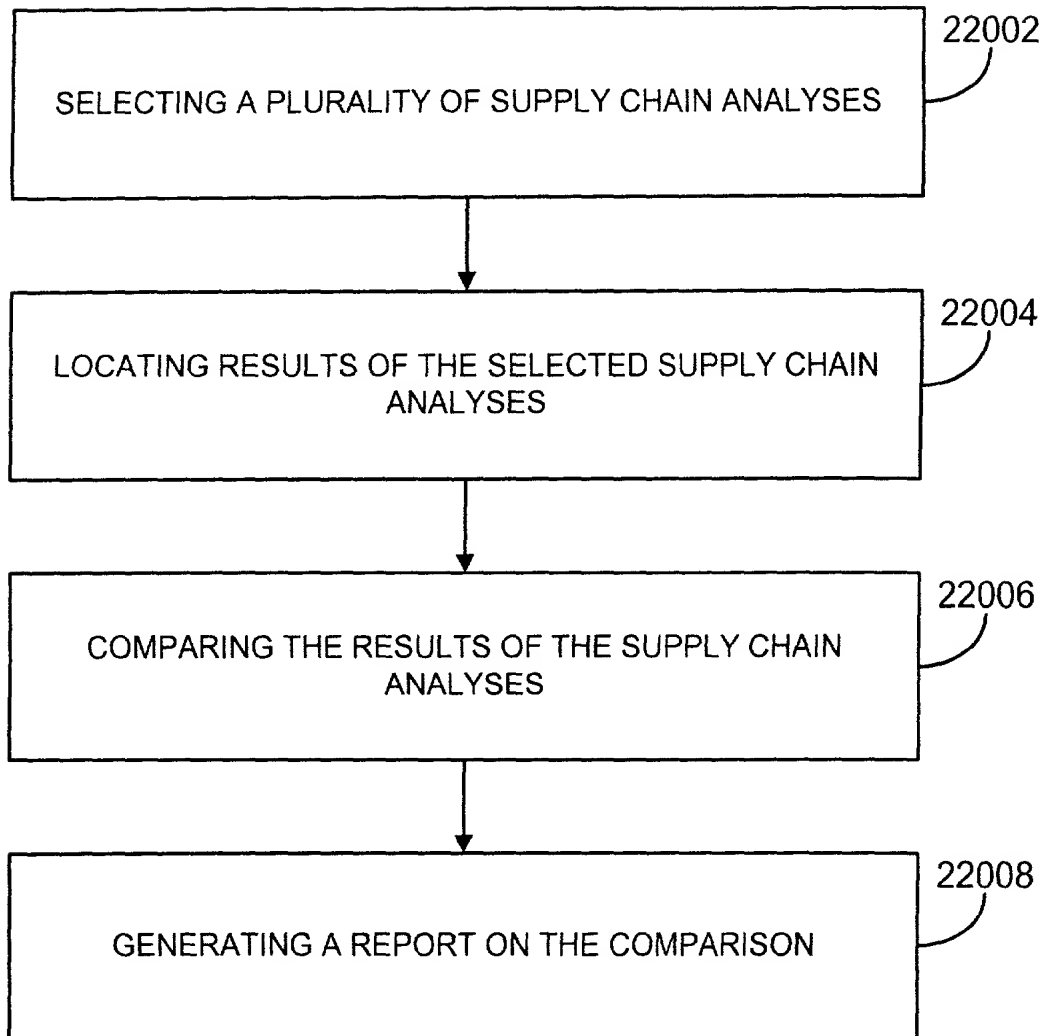 22002
SELECTING A PLURALITY OF SUPPLY CHAIN ANALYSES
22004
LOCATING RESULTS OF THE SELECTED SUPPLY CHAIN
ANALYSES
22006
COMPARING THE RESULTS OF THE SUPPLY CHAIN
ANALYSES
22008
GENERATING A REPORT ON THE COMPARISON